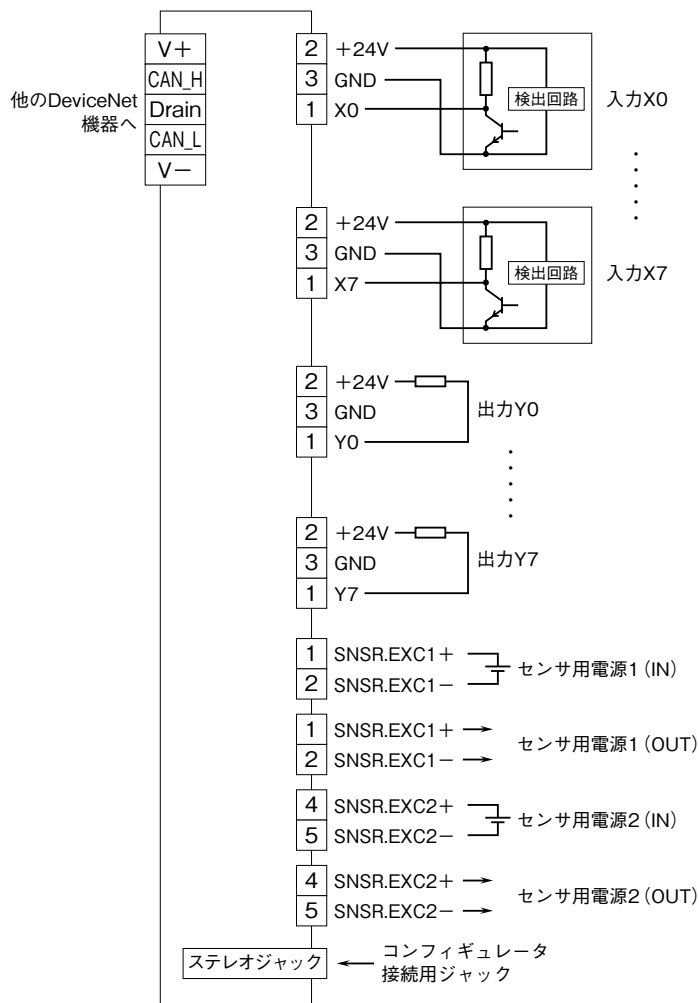 V+
CAN_H
Drain
CAN_L
V−
他のDeviceNet
機器へ
2 +24V
3 GND
1 X0
検出回路
入力X0
2 +24V
3 GND
1 X7
検出回路
入力X7
2 +24V
3 GND
1 Y0
出力Y0
2 +24V
3 GND
1 Y7
出力Y7
1 SNSR.EXC1+
2 SNSR.EXC1−
センサ用電源1(IN)
1 SNSR.EXC1+
2 SNSR.EXC1−
センサ用電源1(OUT)
4 SNSR.EXC2+
5 SNSR.EXC2−
センサ用電源2(IN)
4 SNSR.EXC2+
5 SNSR.EXC2−
センサ用電源2(OUT)
ステレオジャック
コンフィギュレータ
接続用ジャック